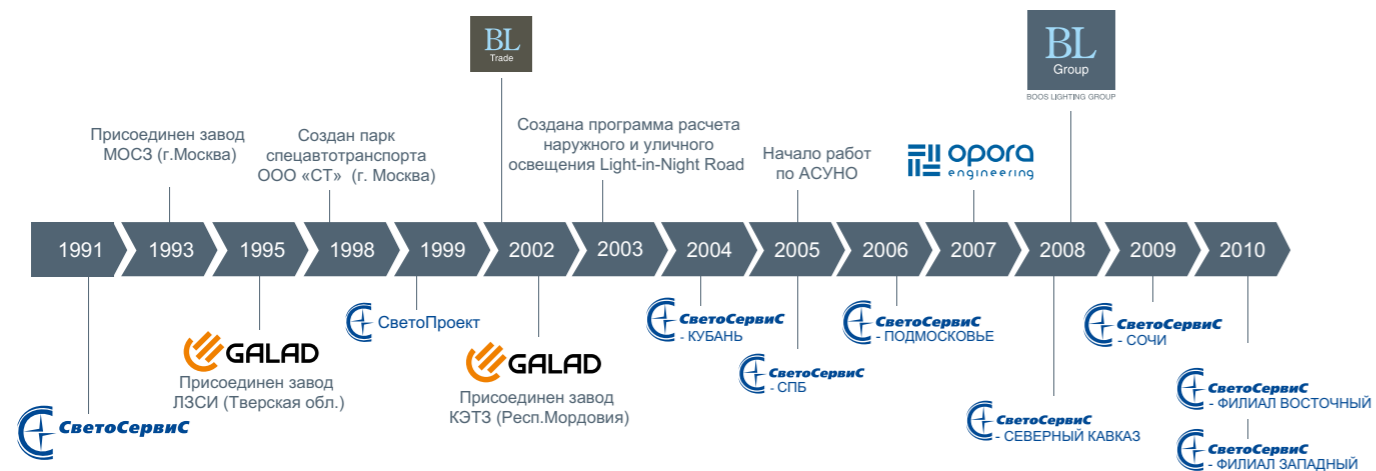 BL
Trade
BL
Group
BOOS LIGHTING GROUP
Присоединен завод
МОСЗ (г.Москва)
Создан парк
спецавтотранспорта
ООО «СТ» (г. Москва)
Создана программа расчета
наружного и уличного
освещения Light-in-Night Road
Начало работ
по АСУНО
opora
engineering
1991
1993
1995
1998
1999
2002
2003
2004
2005
2006
2007
2008
2009
2010
СветоСервиС
GALAD
Присоединен завод
ЛЗСИ (Тверская обл.)
СветоПроект
GALAD
Присоединен завод
КЭТЗ (Респ.Мордовия)
СветоСервиС
- КУБАНЬ
СветоСервиС
- СПБ
СветоСервиС
- ПОДМОСКОВЬЕ
СветоСервиС
- СЕВЕРНЫЙ КАВКАЗ
СветоСервиС
- СОЧИ
СветоСервиС
- ФИЛИАЛ ВОСТОЧНЫЙ
СветоСервиС
- ФИЛИАЛ ЗАПАДНЫЙ